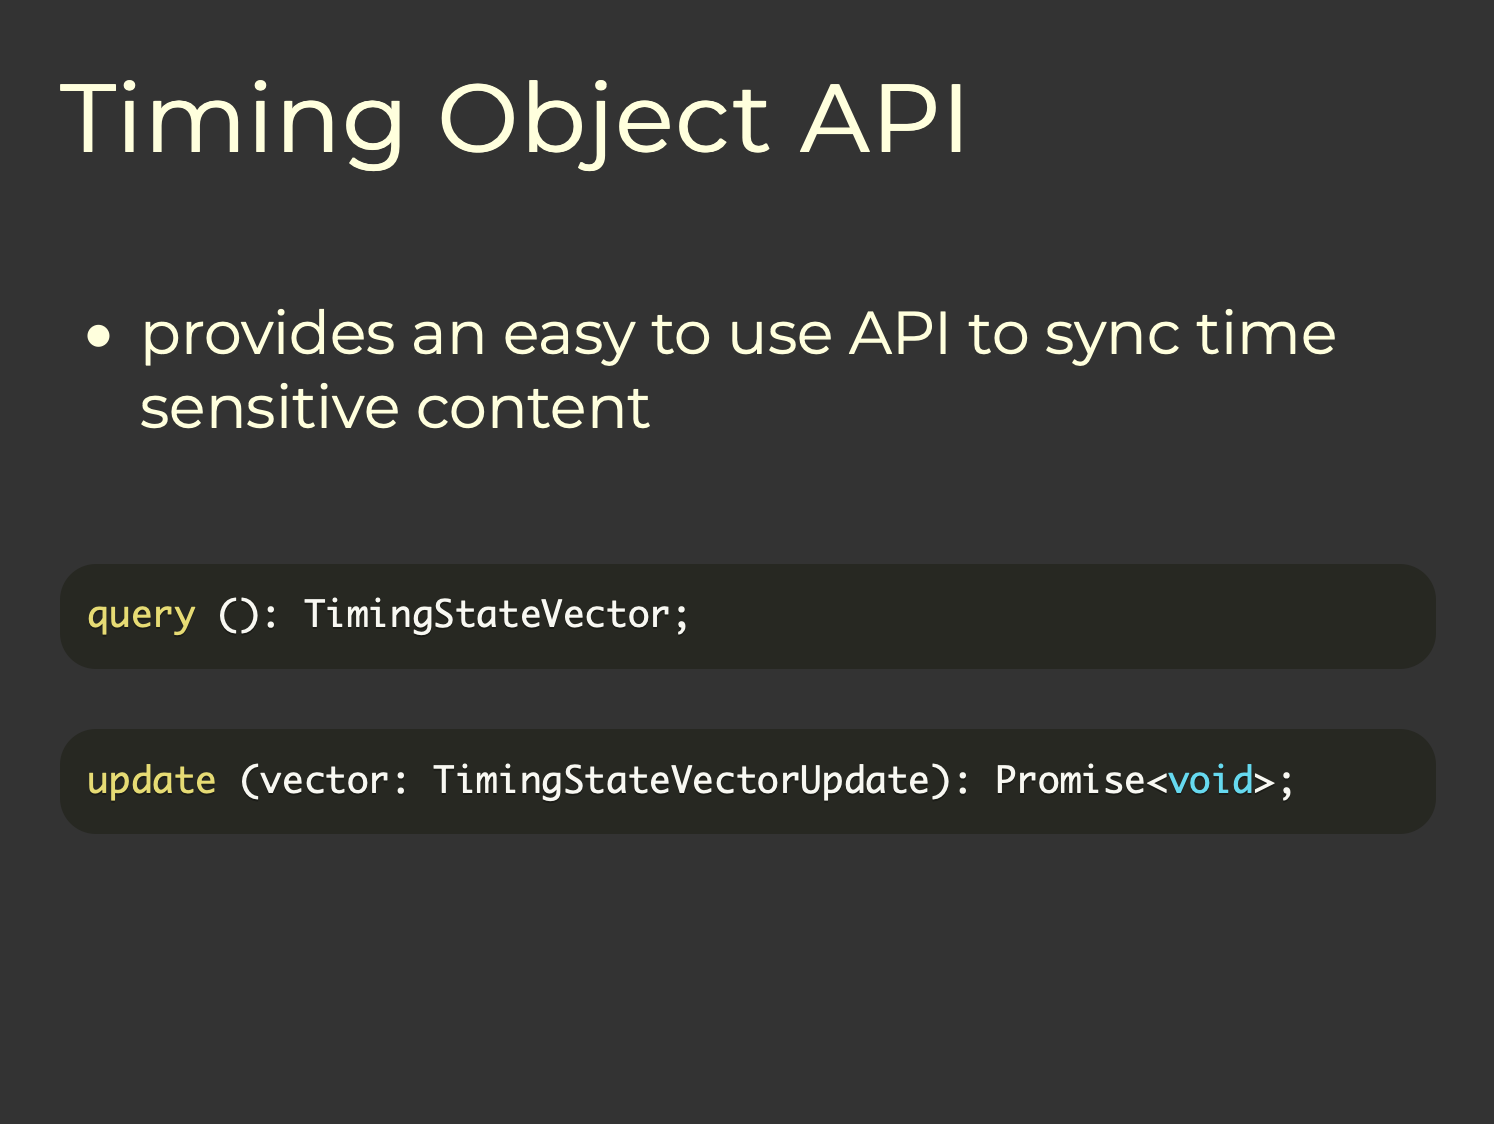 Timing Object API
• provides an easy to use API to sync time
sensitive content
query (): TimingStateVector;
update (vector: TimingStateVectorUpdate): Promise<void>;